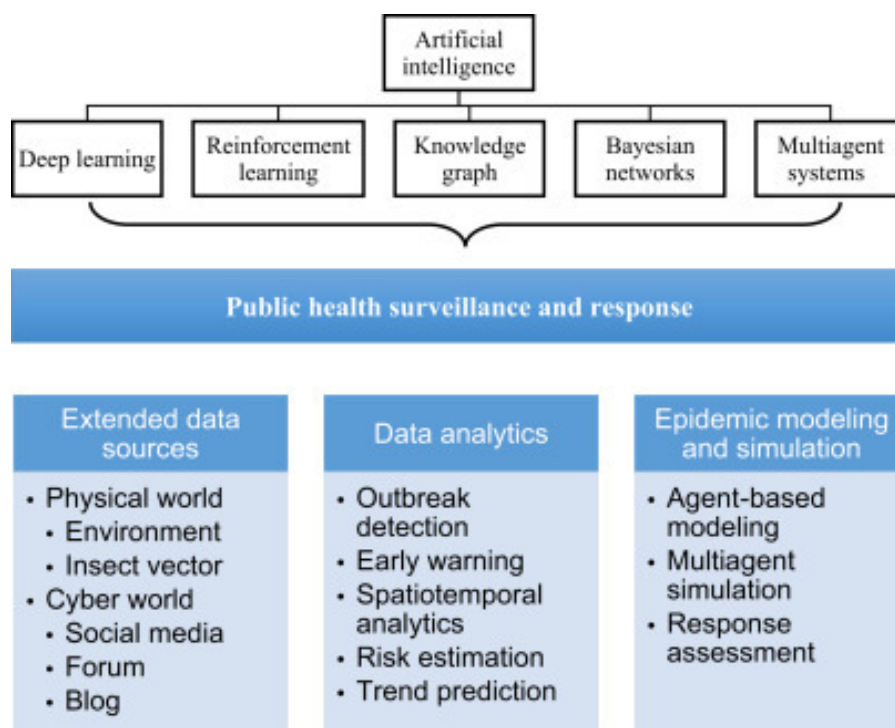 Artificial
intelligence
Deep learning
Reinforcement
learning
Knowledge
graph
Bayesian
networks
Multiagent
systems
Public health surveillance and response
Extended data
sources
• Physical world
• Environment
• Insect vector
• Cyber world
• Social media
• Forum
• Blog
Data analytics
• Outbreak
detection
• Early warning
• Spatiotemporal
analytics
• Risk estimation
• Trend prediction
Epidemic modeling
and simulation
• Agent-based
modeling
• Multiagent
simulation
• Response
assessment